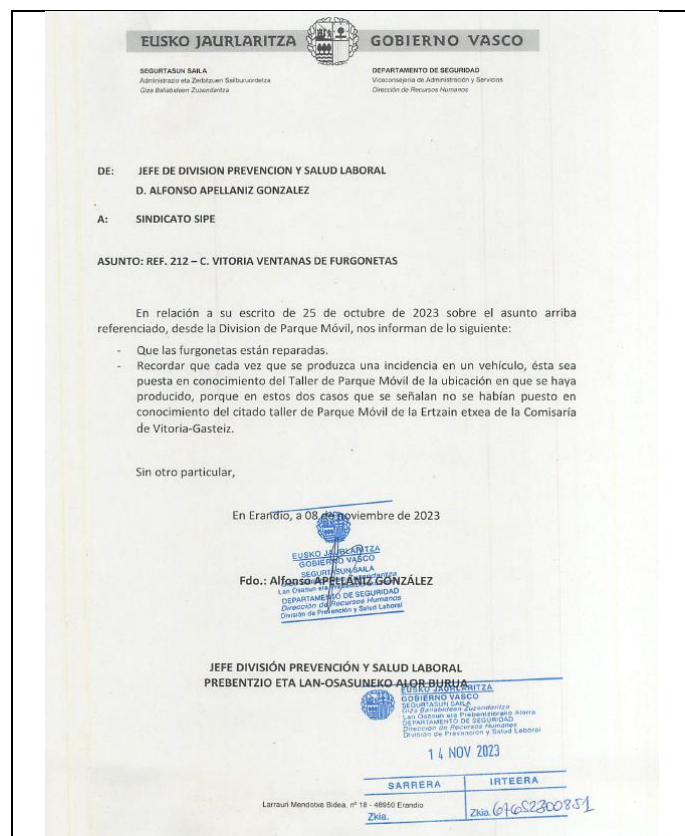 EUSKO JAURLARITZA GOBIERNO VASCO
SEGURTASUN SAILA
Administrazio eta Zerbitzuen Sailburuordetza
Giza Baliabideen Zuzendaritza
DEPARTAMENTO DE SEGURIDAD
Viceconsejería de Administración y Servicios
Dirección de Recursos Humanos
DE: JEFE DE DIVISION PREVENCION Y SALUD LABORAL
D. ALFONSO APELLANIZ GONZALEZ
A: SINDICATO SIPE
ASUNTO: REF. 212 – C. VITORIA VENTANAS DE FURGONETAS
En relación a su escrito de 25 de octubre de 2023 sobre el asunto arriba
referenciado, desde la Division de Parque Móvil, nos informan de lo siguiente:
- Que las furgonetas están reparadas.
- Recordar que cada vez que se produzca una incidencia en un vehículo, ésta sea
puesta en conocimiento del Taller de Parque Móvil de la ubicación en que se haya
producido, porque en estos dos casos que se señalan no se habían puesto en
conocimiento del citado taller de Parque Móvil de la Ertzain etxea de la Comisaría
de Vitoria-Gasteiz.
Sin otro particular,
En Erandio, a 08 de noviembre de 2023
EUSKO JAURLARITZA
GOBIERNO VASCO
SEGURTASUN SAILA
Fdo.: Alfonso APELLÁNIZ GONZÁLEZ
DEPARTAMENTO DE SEGURIDAD
Dirección de Recursos Humanos
División de Prevención y Salud Laboral
JEFE DIVISIÓN PREVENCIÓN Y SALUD LABORAL
PREBENTZIO ETA LAN-OSASUNEKO ALOR BURUA
EUSKO JAURLARITZA
GOBIERNO VASCO
SEGURTASUN SAILA
Giza Baliabideen Zuzendaritza
Lan Osasun eta Prebentziorako Alorra
DEPARTAMENTO DE SEGURIDAD
Dirección de Recursos Humanos
División de Prevención y Salud Laboral
14 NOV 2023
SARRERA IRTEERA
Larrauri Mendotxe Bidea, nº 18 - 48950 Erandio
Zkia. Zkia. 67652300851